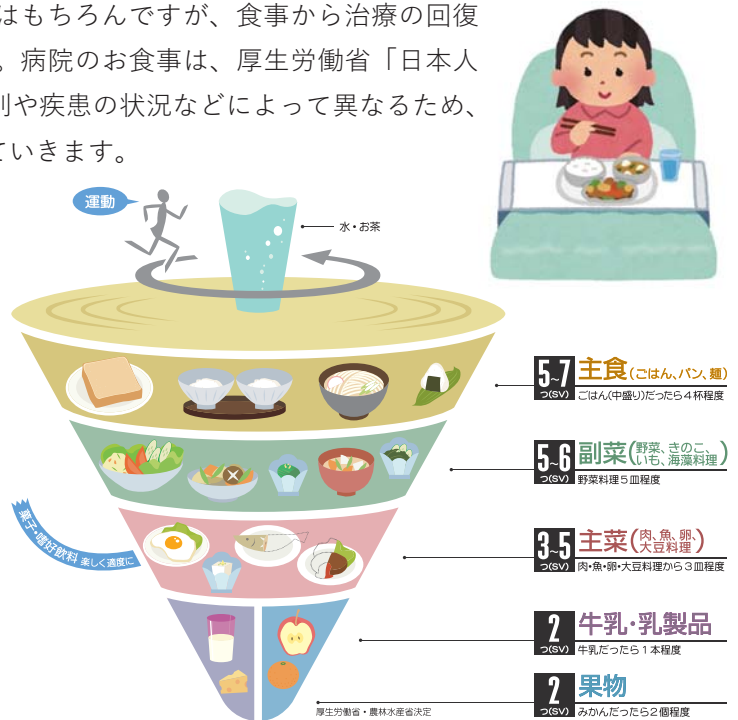 はもちろんですが、食事から治療の回復
。病院のお食事は、厚生労働省「日本人
別や疾患の状況などによって異なるため、
ていきます。
運動
水・お茶
5~7 つ(SV) 主食(ごはん、パン、麺)
ごはん(中盛り)だったら4杯程度
5~6 つ(SV) 副菜(野菜、きのこ、いも、海藻料理)
野菜料理5皿程度
菓子・嗜好飲料 楽しく適度に
3~5 つ(SV) 主菜(肉、魚、卵、大豆料理)
肉・魚・卵・大豆料理から3皿程度
2 つ(SV) 牛乳・乳製品
牛乳だったら1本程度
2 つ(SV) 果物
みかんだったら2個程度
厚生労働省・農林水産省決定